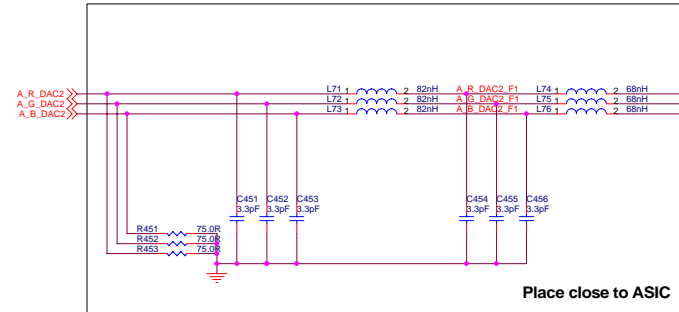 A_R_DAC2 L71 1 2 82nH A_R_DAC2_F1 L74 1 2 68nH
A_G_DAC2 L72 1 2 82nH A_G_DAC2_F1 L75 1 2 68nH
A_B_DAC2 L73 1 2 82nH A_B_DAC2_F1 L76 1 2 68nH
C451 C452 C453 C454 C455 C456
3.3pF 3.3pF 3.3pF 3.3pF 3.3pF 3.3pF
R451 75.0R
R452 75.0R
R453 75.0R
Place close to ASIC